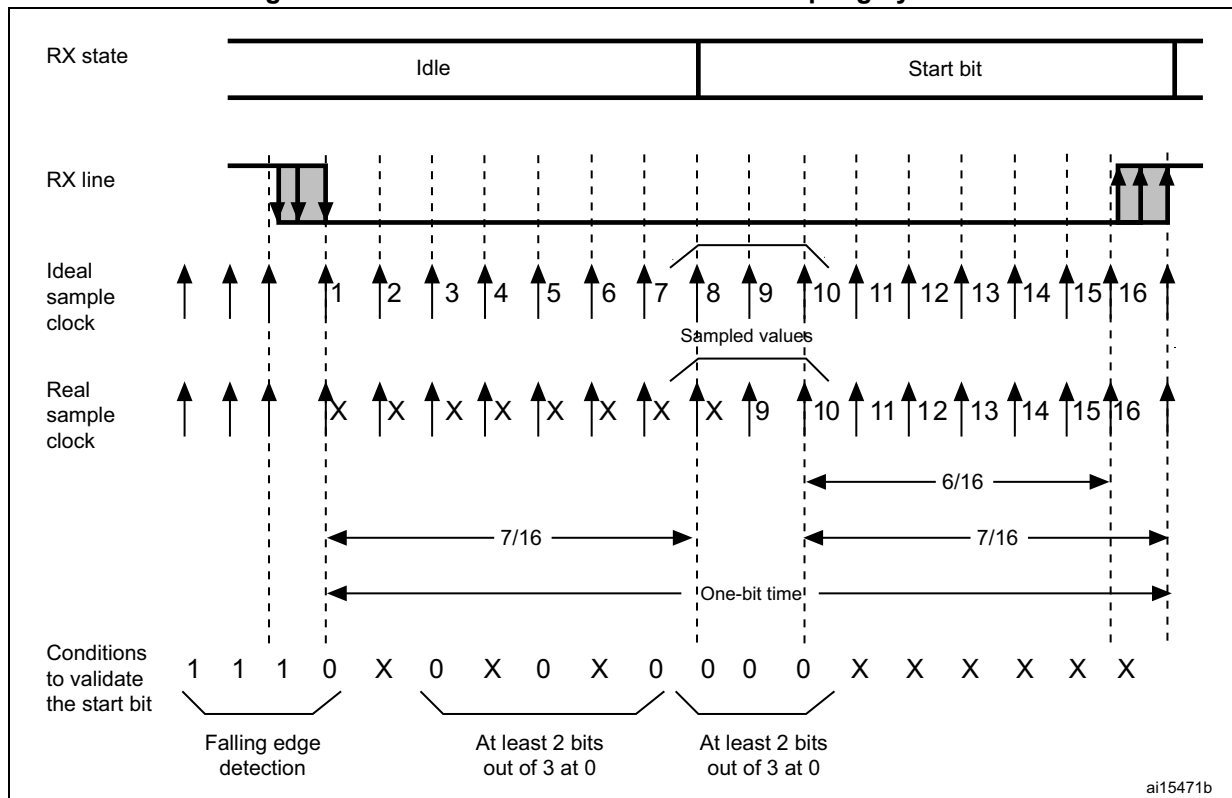 RX state
Idle
Start bit
RX line
Ideal
sample
clock
1 2 3 4 5 6 7 8 9 10 11 12 13 14 15 16
Sampled values
Real
sample
clock
X X X X X X X X 9 10 11 12 13 14 15 16
6/16
7/16
7/16
One-bit time
Conditions
to validate
the start bit
1 1 1 0 X 0 X 0 X 0 0 0 0 X X X X X X
Falling edge
detection
At least 2 bits
out of 3 at 0
At least 2 bits
out of 3 at 0
ai15471b